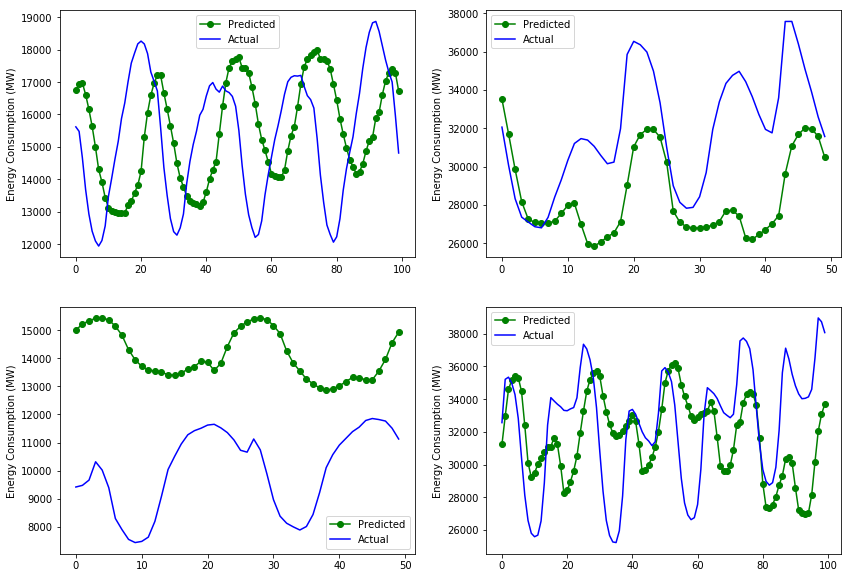 Energy Consumption (MW)
19000
18000
17000
16000
15000
14000
13000
12000
0 20 40 60 80 100
Predicted
Actual
Energy Consumption (MW)
38000
36000
34000
32000
30000
28000
26000
0 10 20 30 40 50
Predicted
Actual
Energy Consumption (MW)
15000
14000
13000
12000
11000
10000
9000
8000
0 10 20 30 40 50
Predicted
Actual
Energy Consumption (MW)
38000
36000
34000
32000
30000
28000
26000
0 20 40 60 80 100
Predicted
Actual